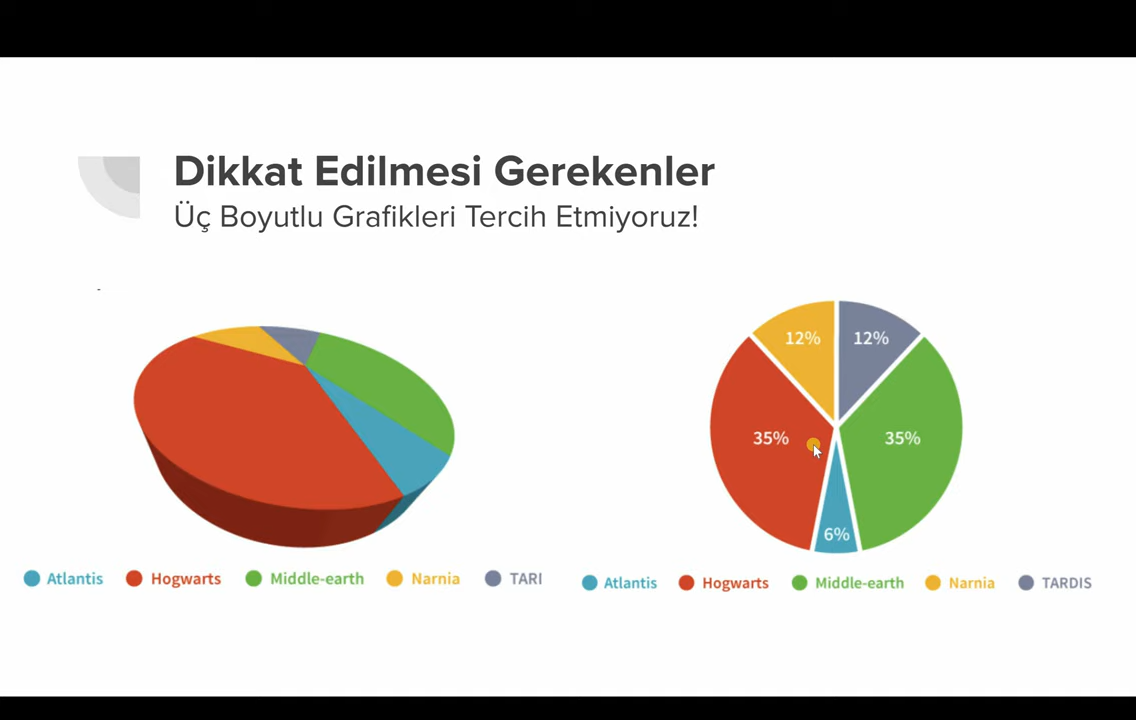 Dikkat Edilmesi Gerekenler
Üç Boyutlu Grafikleri Tercih Etmiyoruz!
-
Atlantis Hogwarts Middle-earth Narnia TARI
12% 12%
35% 35%
6%
Atlantis Hogwarts Middle-earth Narnia TARDIS